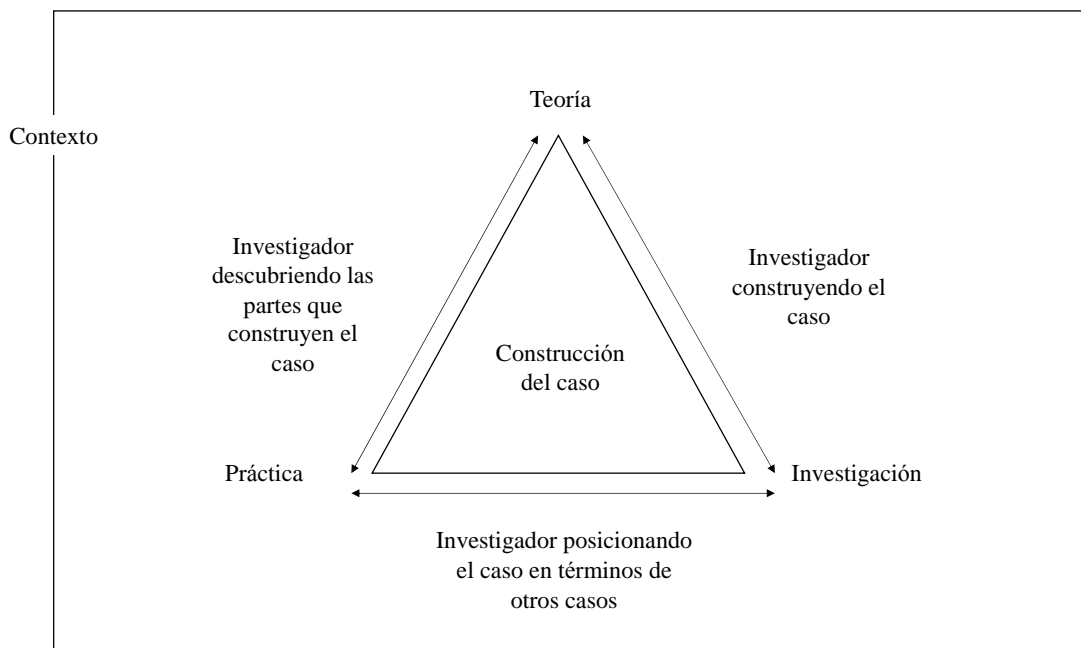 Teoría
Contexto
Investigador
descubriendo las
partes que
construyen el
caso
Investigador
construyendo el
caso
Construcción
del caso
Práctica
Investigación
Investigador posicionando
el caso en términos de
otros casos